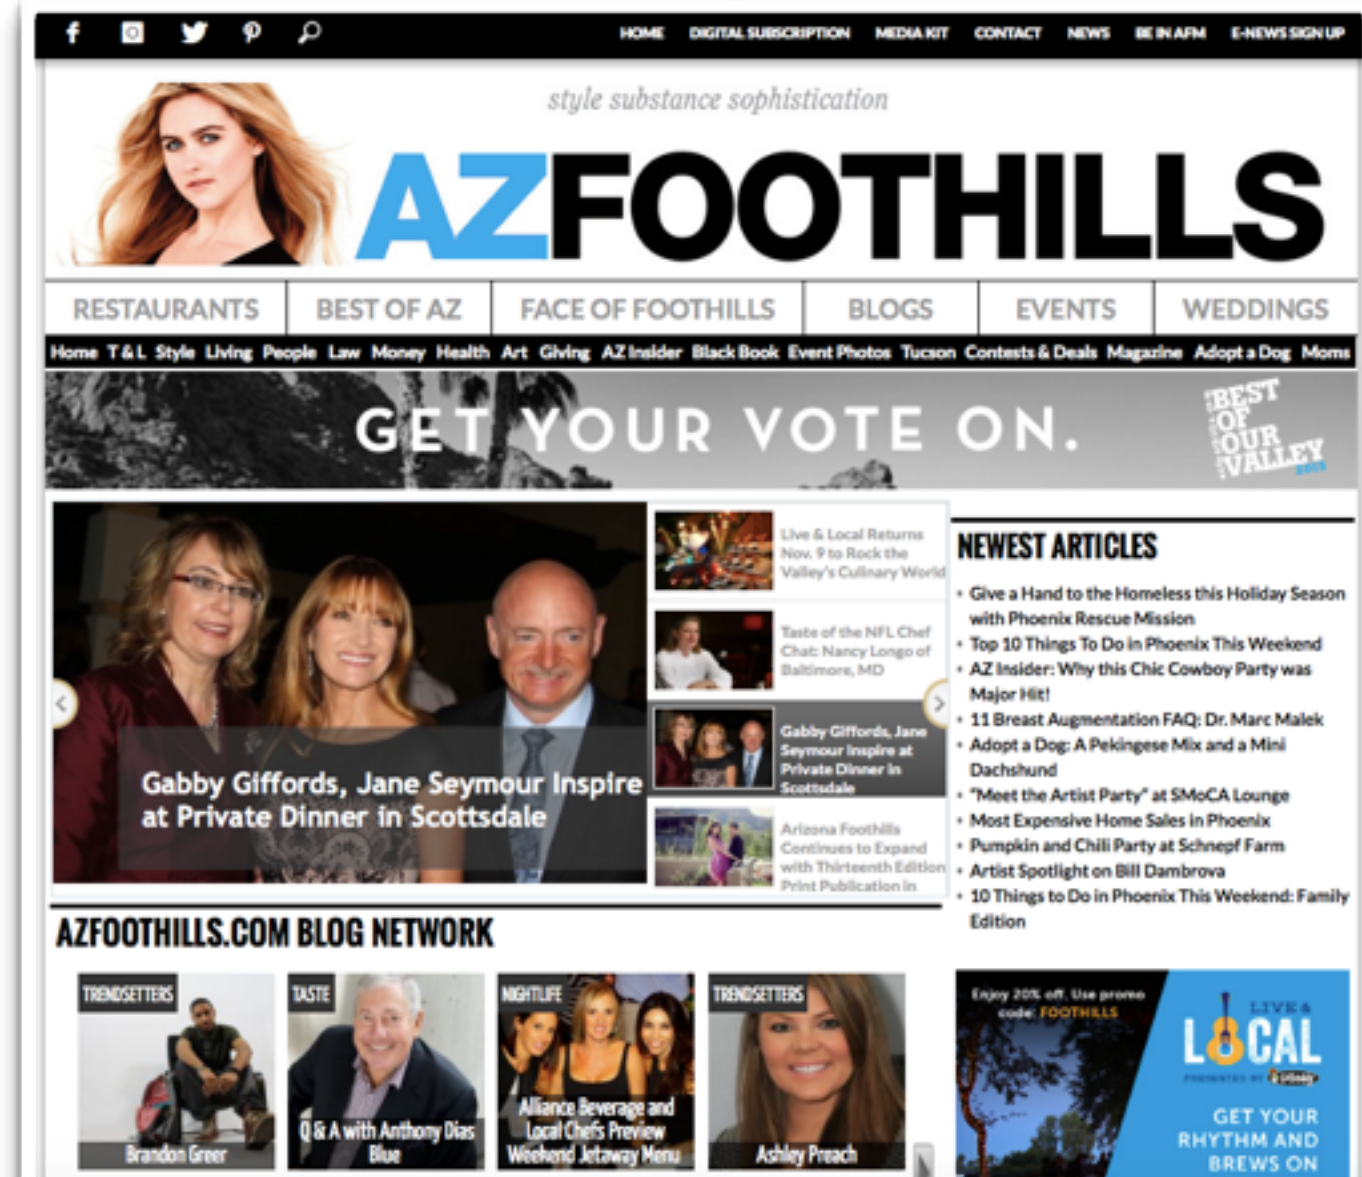 HOME DIGITAL SUBSCRIPTION MEDIA KIT CONTACT NEWS BE IN AFM E-NEWS SIGN UP
style substance sophistication
AZFOOTHILLS
RESTAURANTS BEST OF AZ FACE OF FOOTHILLS BLOGS EVENTS WEDDINGS
Home T & L Style Living People Law Money Health Art Giving AZ Insider Black Book Event Photos Tucson Contests & Deals Magazine Adopt a Dog Moms
GET YOUR VOTE ON.
BEST
OF
OUR
VALLEY
2015
Gabby Giffords, Jane Seymour Inspire
at Private Dinner in Scottsdale
Live & Local Returns
Nov. 9 to Rock the
Valley's Culinary World
Taste of the NFL Chef
Chat: Nancy Longo of
Baltimore, MD
Gabby Giffords, Jane
Seymour Inspire at
Private Dinner in
Scottsdale
Arizona Foothills
Continues to Expand
with Thirteenth Edition
Print Publication in
NEWEST ARTICLES
Give a Hand to the Homeless this Holiday Season
with Phoenix Rescue Mission
Top 10 Things To Do in Phoenix This Weekend
AZ Insider: Why this Chic Cowboy Party was
Major Hit!
11 Breast Augmentation FAQ: Dr. Marc Malek
Adopt a Dog: A Pekingese Mix and a Mini
Dachshund
"Meet the Artist Party" at SMoCA Lounge
Most Expensive Home Sales in Phoenix
Pumpkin and Chili Party at Schnepf Farm
Artist Spotlight on Bill Dambrova
10 Things to Do in Phoenix This Weekend: Family
Edition
AZFOOTHILLS.COM BLOG NETWORK
TRENDSETTERS
Brandon Greer
TASTE
Q & A with Anthony Dias
Blue
NIGHTLIFE
Alliance Beverage and
Local Chefs Preview
Weekend Jetaway Menu
TRENDSETTERS
Ashley Preach
Enjoy 20% off. Use promo
code: FOOTHILLS
LIVE &
LOCAL
PRESENTED BY
GET YOUR
RHYTHM AND
BREWS ON